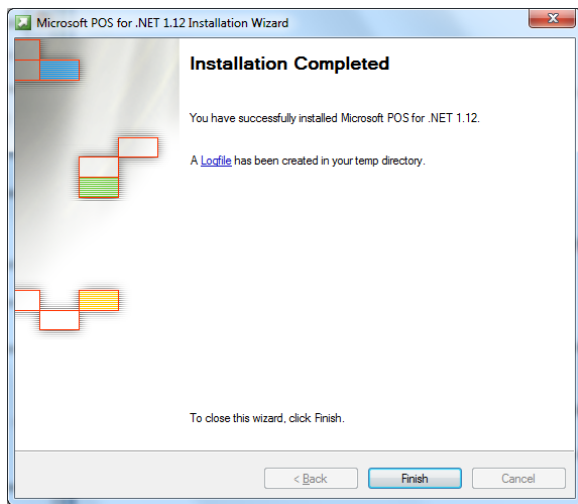 Microsoft POS for .NET 1.12 Installation Wizard
Installation Completed
You have successfully installed Microsoft POS for .NET 1.12.
A Logfile has been created in your temp directory.
To close this wizard, click Finish.
< Back
Finish
Cancel